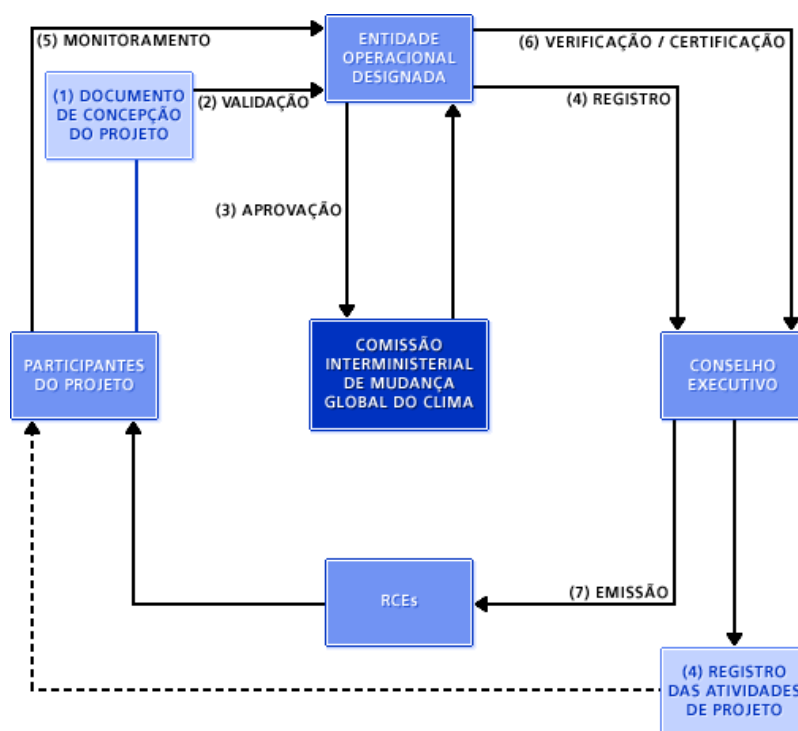 (5) MONITORAMENTO
ENTIDADE
OPERACIONAL
DESIGNADA
(6) VERIFICAÇÃO / CERTIFICAÇÃO
(1) DOCUMENTO
DE CONCEPÇÃO
DO PROJETO
(2) VALIDAÇÃO
(4) REGISTRO
(3) APROVAÇÃO
PARTICIPANTES
DO PROJETO
COMISSÃO
INTERMINISTERIAL
DE MUDANÇA
GLOBAL DO CLIMA
CONSELHO
EXECUTIVO
RCEs
(7) EMISSÃO
(4) REGISTRO
DAS ATIVIDADES
DE PROJETO